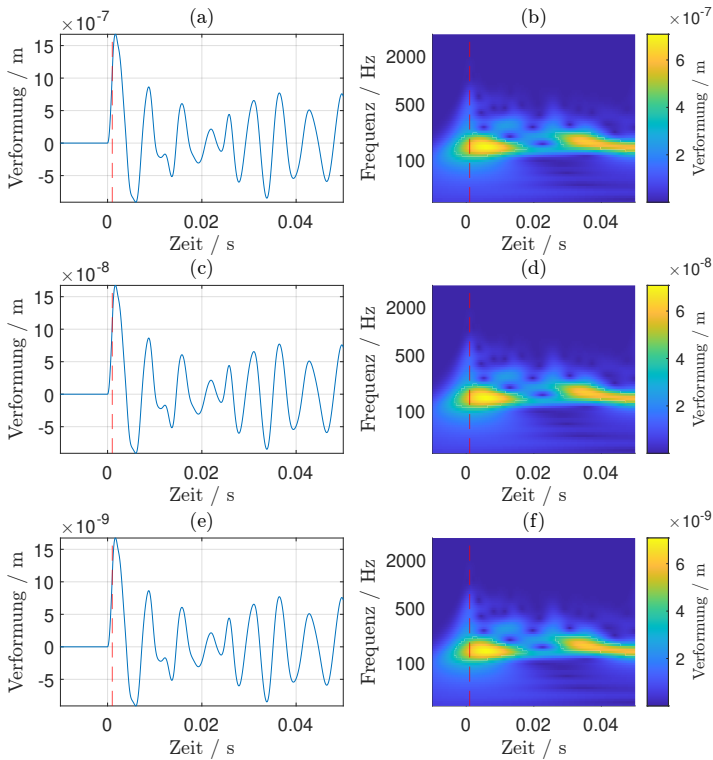 (a)
×10-7
Verformung / m
15
10
5
0
-5
0
0.02
0.04
Zeit / s
(b)
Frequenz / Hz
2000
500
100
0
0.02
0.04
Zeit / s
×10-7
6
4
2
Verformung / m
(c)
×10-8
Verformung / m
15
10
5
0
-5
0
0.02
0.04
Zeit / s
(d)
Frequenz / Hz
2000
500
100
0
0.02
0.04
Zeit / s
×10-8
6
4
2
Verformung / m
(e)
×10-9
Verformung / m
15
10
5
0
-5
0
0.02
0.04
Zeit / s
(f)
Frequenz / Hz
2000
500
100
0
0.02
0.04
Zeit / s
×10-9
6
4
2
Verformung / m